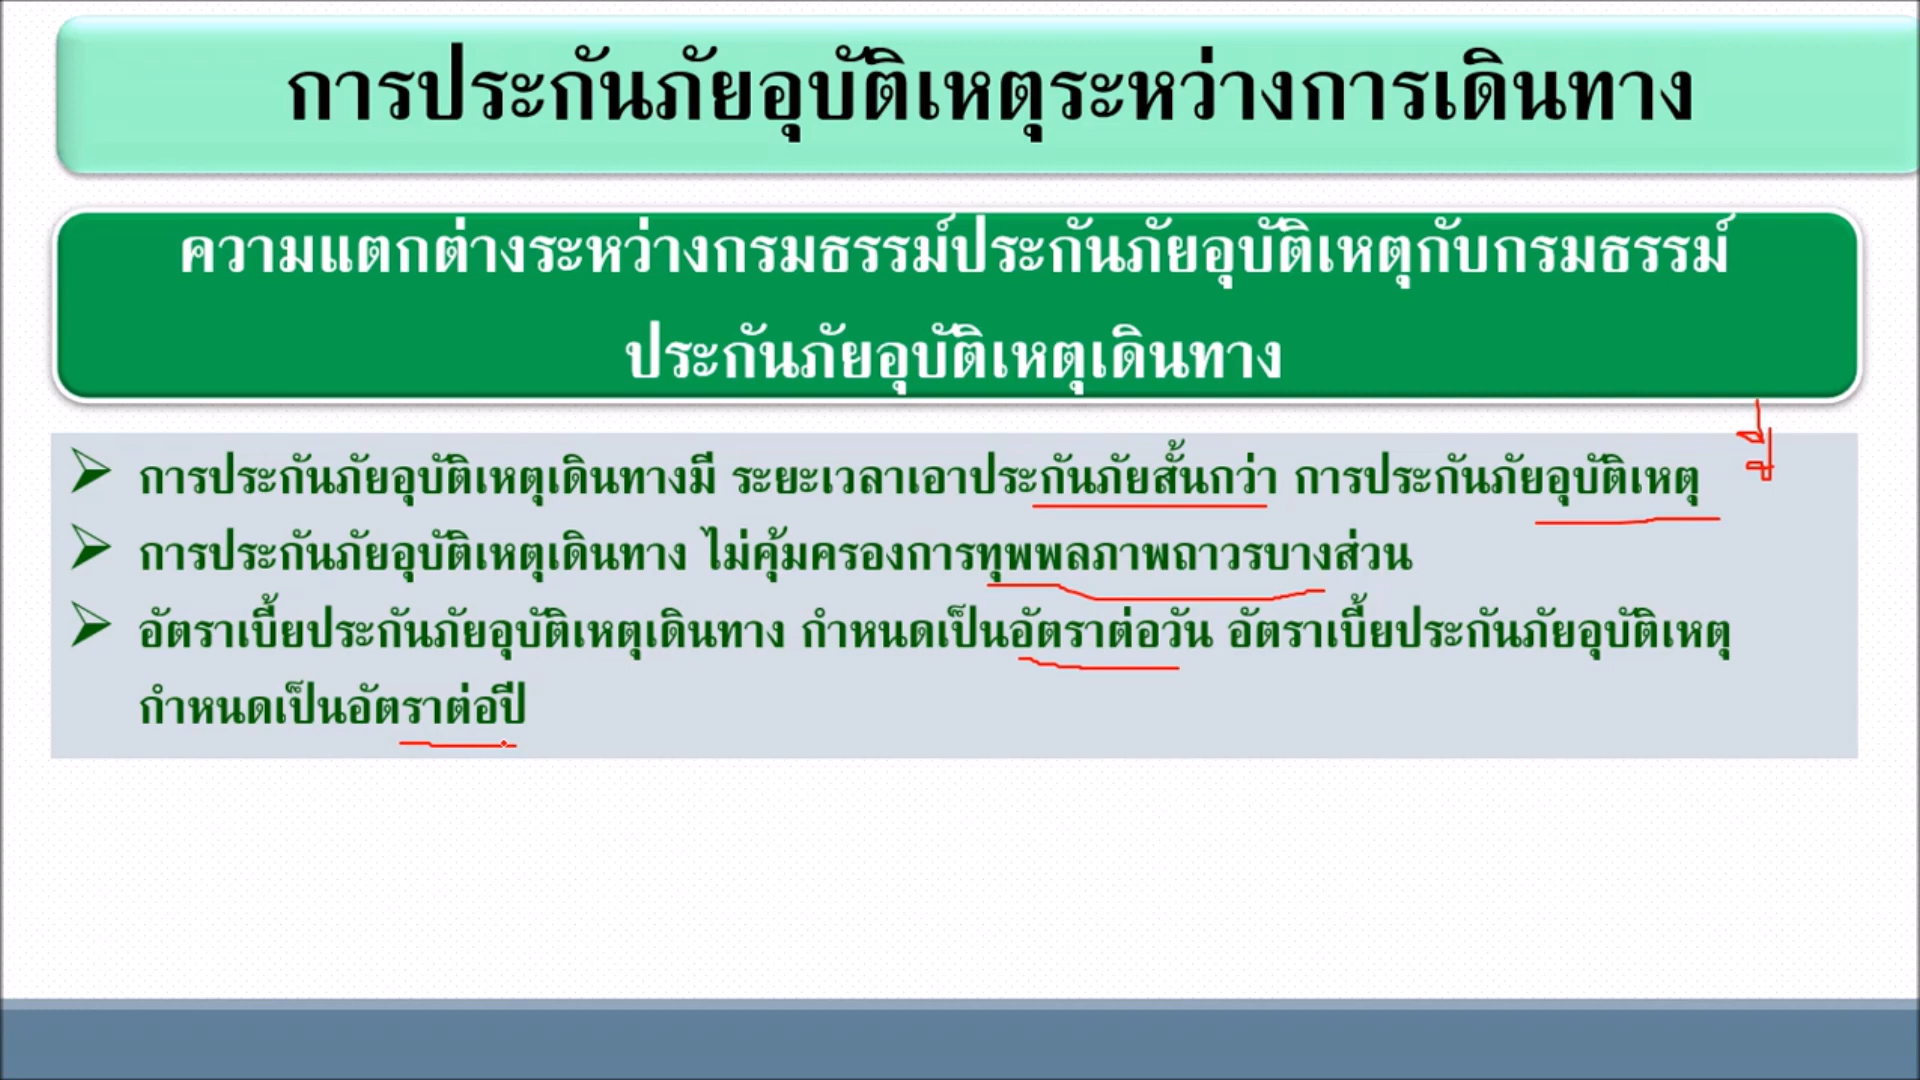 การประกันภัยอุบัติเหตุระหว่างการเดินทาง
ความแตกต่างระหว่างกรมธรรม์ประกันภัยอุบัติเหตุกับกรมธรรม์
ประกันภัยอุบัติเหตุเดินทาง
การประกันภัยอุบัติเหตุเดินทางมี ระยะเวลาเอาประกันภัยสั้นกว่า การประกันภัยอุบัติเหตุ
การประกันภัยอุบัติเหตุเดินทาง ไม่คุ้มครองการทุพพลภาพถาวรบางส่วน
อัตราเบี้ยประกันภัยอุบัติเหตุเดินทาง กำหนดเป็นอัตราต่อวัน อัตราเบี้ยประกันภัยอุบัติเหตุ
กำหนดเป็นอัตราต่อปี